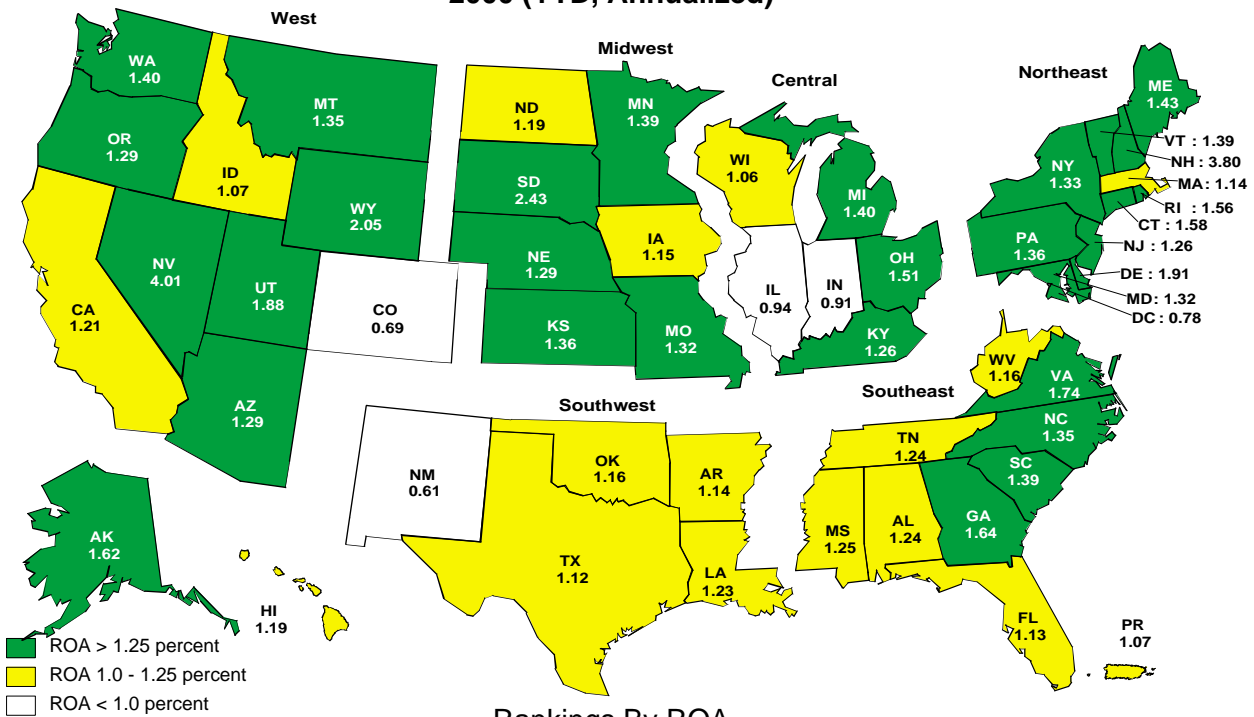 2000 (YTD, Annualized)
West
Midwest
Central
Northeast
Southwest
Southeast
WA
1.40
MT
1.35
OR
1.29
ID
1.07
WY
2.05
CA
1.21
NV
4.01
UT
1.88
CO
0.69
AZ
1.29
AK
1.62
HI
1.19
ND
1.19
MN
1.39
SD
2.43
NE
1.29
IA
1.15
KS
1.36
MO
1.32
WI
1.06
MI
1.40
IL
0.94
IN
0.91
OH
1.51
KY
1.26
ME
1.43
NY
1.33
VT : 1.39
NH : 3.80
MA : 1.14
RI : 1.56
CT : 1.58
NJ : 1.26
PA
1.36
DE : 1.91
MD: 1.32
DC : 0.78
NM
0.61
OK
1.16
AR
1.14
TX
1.12
LA
1.23
WV
1.16
VA
1.74
TN
1.24
NC
1.35
SC
1.39
MS
1.25
AL
1.24
GA
1.64
FL
1.13
PR
1.07
ROA > 1.25 percent
ROA 1.0 - 1.25 percent
ROA < 1.0 percent
Rankings By ROA